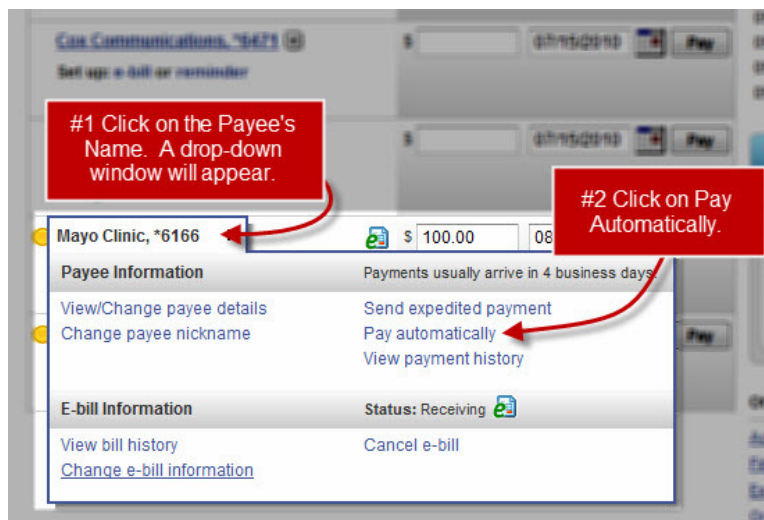 Cox Communications, *6471
$ 07/15/2010 Pay
Set up: e-bill or reminder
#1 Click on the Payee's
Name. A drop-down
window will appear.
$ 07/15/2010 Pay
#2 Click on Pay
Automatically.
Mayo Clinic, *6166
$ 100.00 08
Payee Information
Payments usually arrive in 4 business days.
View/Change payee details
Send expedited payment
Change payee nickname
Pay automatically
Pay
View payment history
E-bill Information
Status: Receiving
View bill history
Cancel e-bill
Change e-bill information